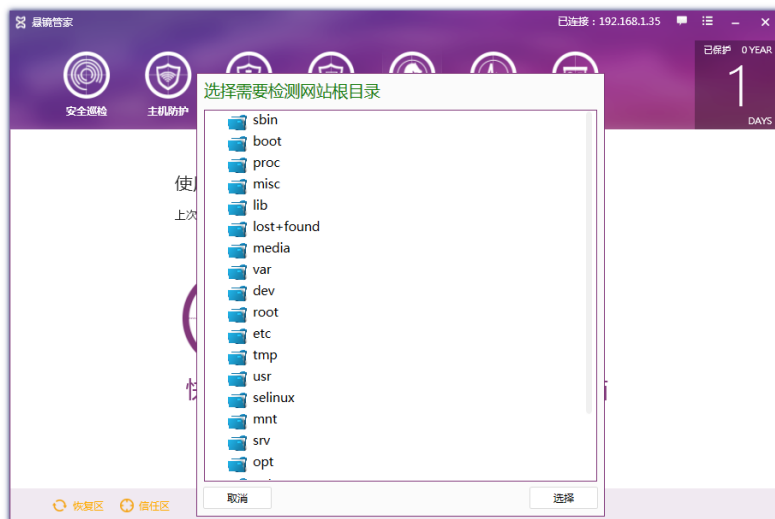 悬镜管家
已连接：192.168.1.35
已保护 0 YEAR
1
DAYS
安全巡检
主机防护
选择需要检测网站根目录
sbin
boot
proc
misc
lib
lost+found
media
var
dev
root
etc
tmp
usr
selinux
mnt
srv
opt
使
上次
快
取消
选择
恢复区
信任区